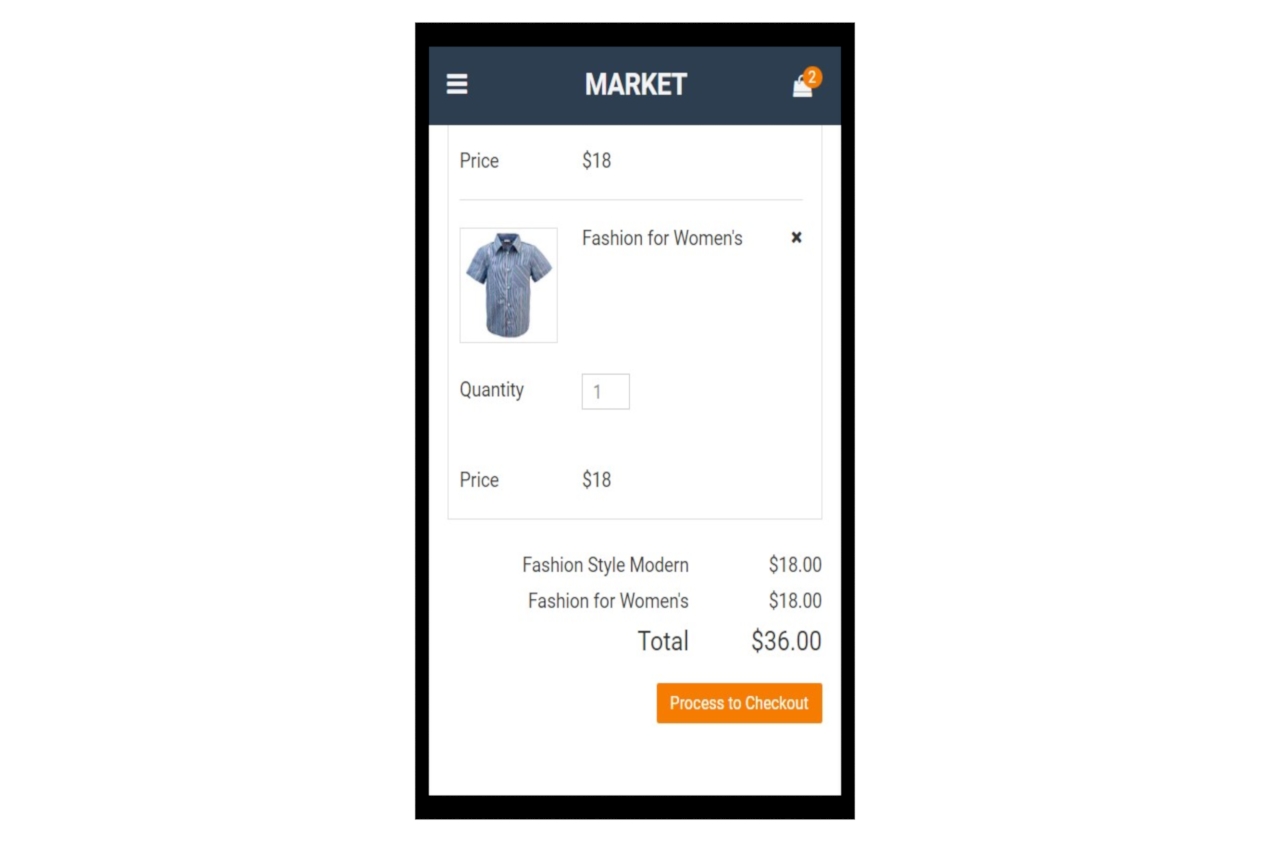 MARKET
2
Price $18
Fashion for Women's
Quantity 1
Price $18
Fashion Style Modern $18.00
Fashion for Women's $18.00
Total $36.00
Process to Checkout